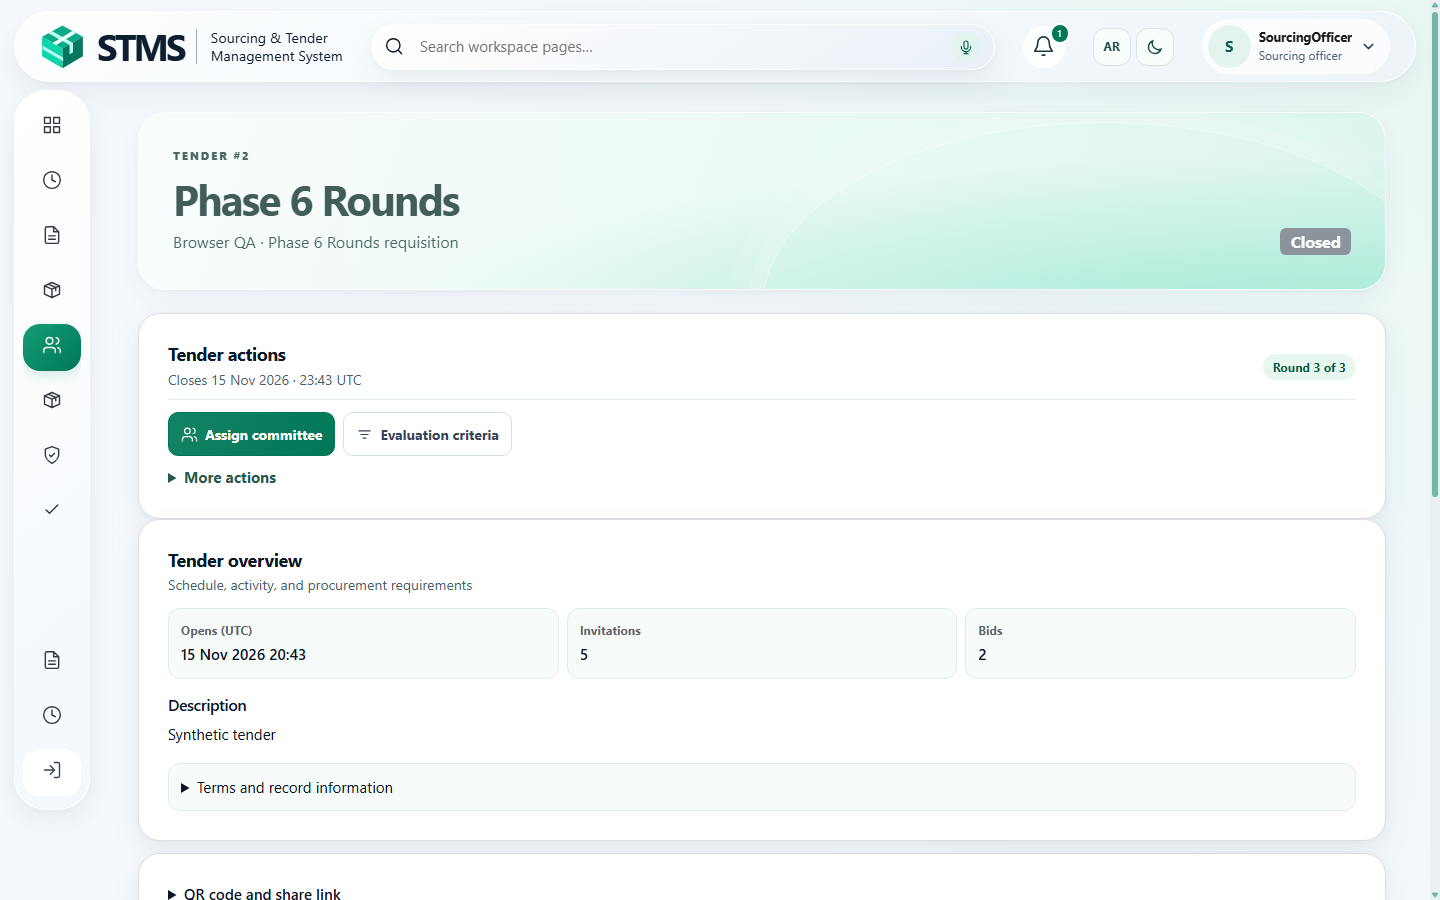 STMS
Sourcing & Tender
Management System
Search workspace pages...
1
AR
S
SourcingOfficer
Sourcing officer
TENDER #2
Phase 6 Rounds
Browser QA · Phase 6 Rounds requisition
Closed
Tender actions
Closes 15 Nov 2026 · 23:43 UTC
Round 3 of 3
Assign committee
Evaluation criteria
More actions
Tender overview
Schedule, activity, and procurement requirements
Opens (UTC)
15 Nov 2026 20:43
Invitations
5
Bids
2
Description
Synthetic tender
Terms and record information
QR code and share link